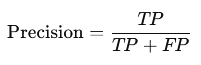 Precision = TP / (TP + FP)